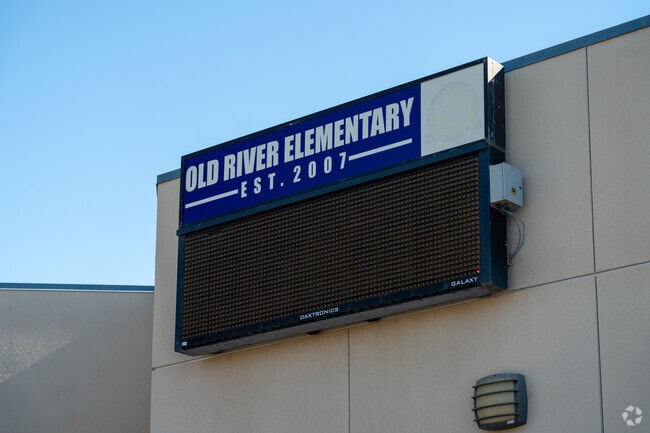 OLD RIVER ELEMENTARY
EST. 2007
DAKTRONICS
GALAXY